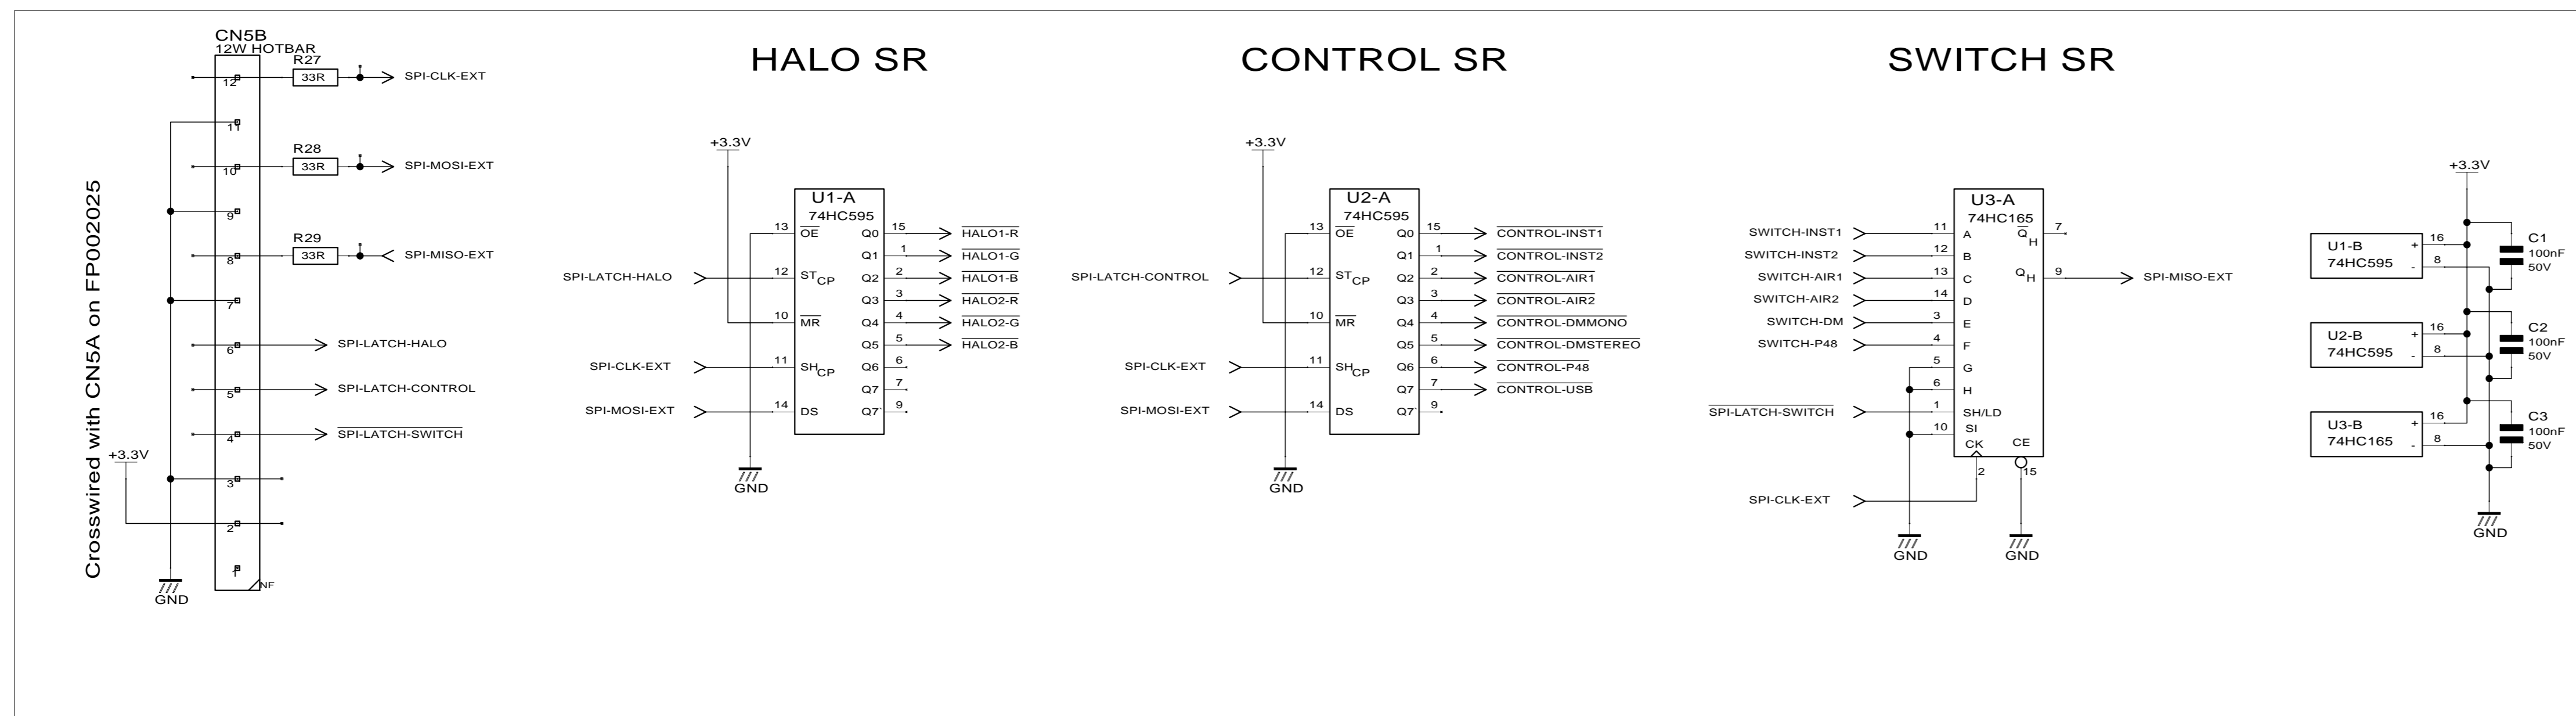 CN5B
12W HOTBAR
Crosswired with CN5A on FP002025
12
R27
33R
SPI-CLK-EXT
11
10
R28
33R
SPI-MOSI-EXT
9
8
R29
33R
SPI-MISO-EXT
7
6
SPI-LATCH-HALO
5
SPI-LATCH-CONTROL
4
SPI-LATCH-SWITCH
+3.3V
3
2
1
NF
GND
HALO SR
+3.3V
U1-A
74HC595
13 OE Q0 15 HALO1-R
Q1 1 HALO1-G
SPI-LATCH-HALO 12 STCP Q2 2 HALO1-B
Q3 3 HALO2-R
10 MR Q4 4 HALO2-G
Q5 5 HALO2-B
SPI-CLK-EXT 11 SHCP Q6 6
Q7 7
SPI-MOSI-EXT 14 DS Q7` 9
GND
CONTROL SR
+3.3V
U2-A
74HC595
13 OE Q0 15 CONTROL-INST1
Q1 1 CONTROL-INST2
SPI-LATCH-CONTROL 12 STCP Q2 2 CONTROL-AIR1
Q3 3 CONTROL-AIR2
10 MR Q4 4 CONTROL-DMMONO
Q5 5 CONTROL-DMSTEREO
SPI-CLK-EXT 11 SHCP Q6 6 CONTROL-P48
Q7 7 CONTROL-USB
SPI-MOSI-EXT 14 DS Q7` 9
GND
SWITCH SR
U3-A
74HC165
SWITCH-INST1 11 A QH 7
SWITCH-INST2 12 B
SWITCH-AIR1 13 C QH 9 SPI-MISO-EXT
SWITCH-AIR2 14 D
SWITCH-DM 3 E
SWITCH-P48 4 F
5 G
6 H
SPI-LATCH-SWITCH 1 SH/LD
10 SI
CK CE
2 15
SPI-CLK-EXT
GND GND
+3.3V
U1-B
74HC595
+ 16
- 8
C1
100nF
50V
U2-B
74HC595
+ 16
- 8
C2
100nF
50V
U3-B
74HC165
+ 16
- 8
C3
100nF
50V
GND